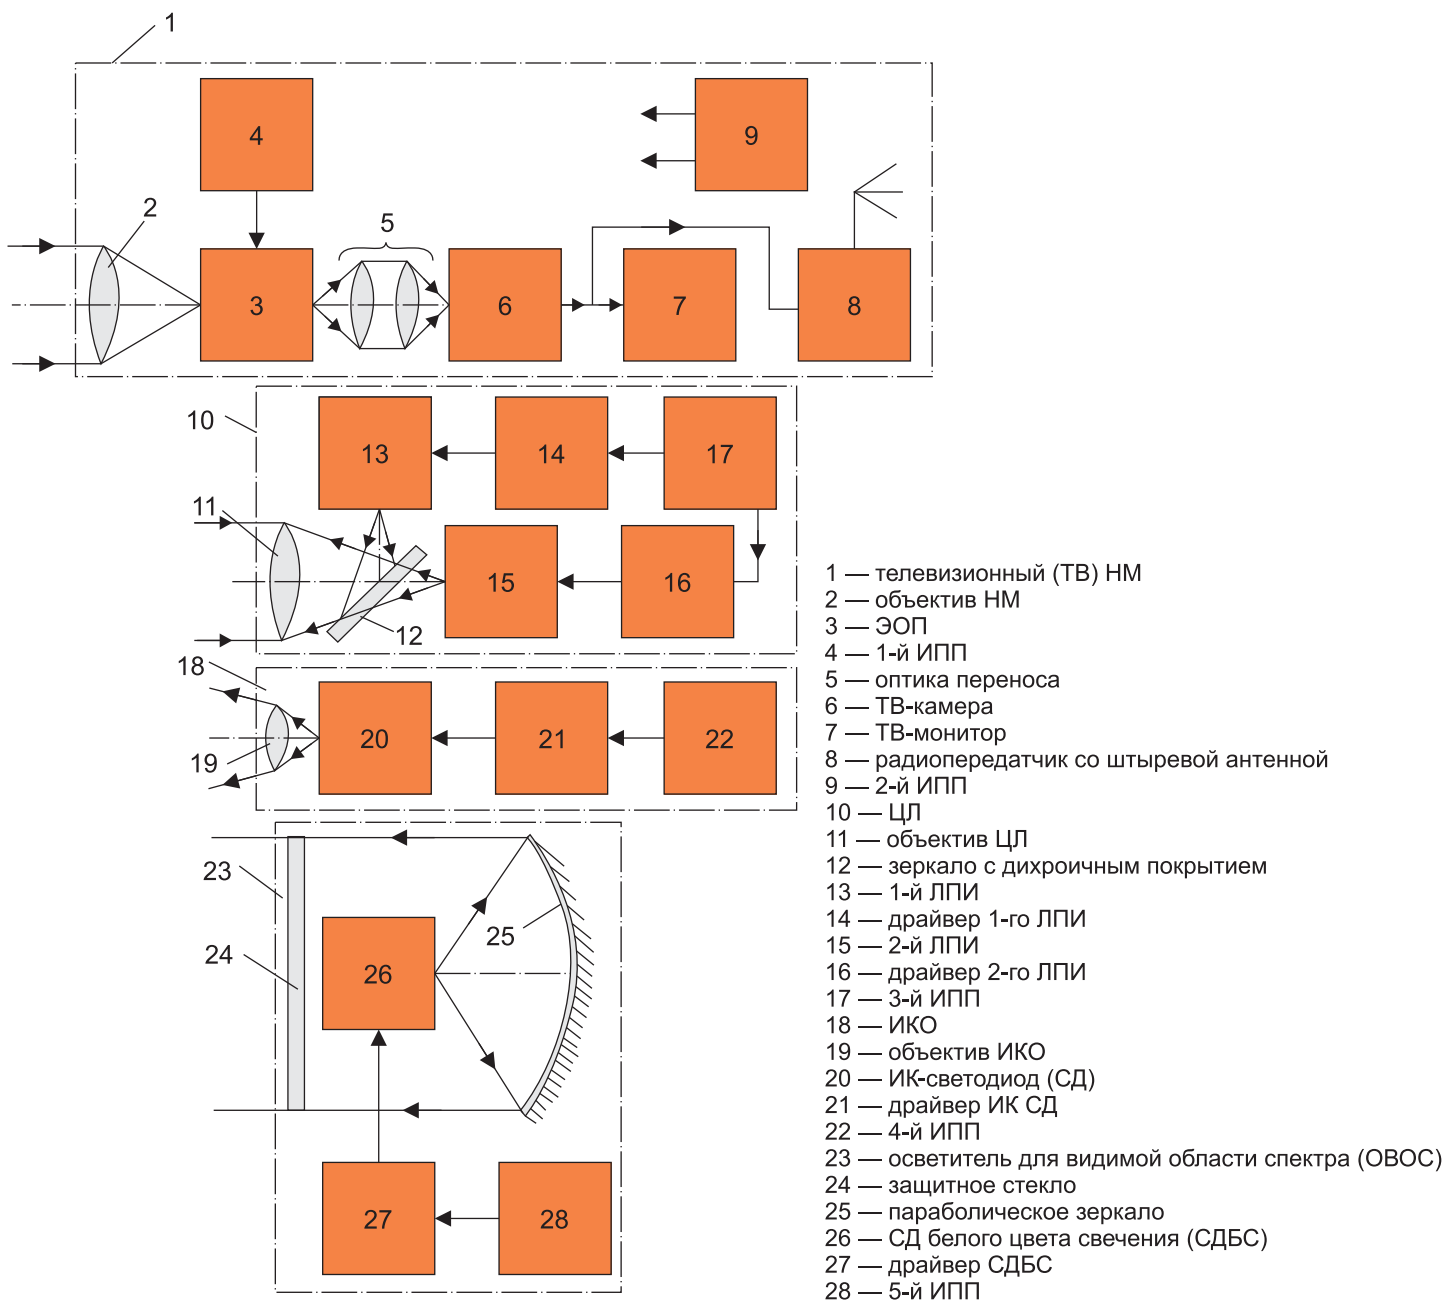 1
4
9
2
5
3
6
7
8
10
13
14
17
11
15
16
12
18
19
20
21
22
23
24
25
26
27
28
1 — телевизионный (ТВ) НМ
2 — объектив НМ
3 — ЭОП
4 — 1-й ИПП
5 — оптика переноса
6 — ТВ-камера
7 — ТВ-монитор
8 — радиопередатчик со штыревой антенной
9 — 2-й ИПП
10 — ЦЛ
11 — объектив ЦЛ
12 — зеркало с дихроичным покрытием
13 — 1-й ЛПИ
14 — драйвер 1-го ЛПИ
15 — 2-й ЛПИ
16 — драйвер 2-го ЛПИ
17 — 3-й ИПП
18 — ИКО
19 — объектив ИКО
20 — ИК-светодиод (СД)
21 — драйвер ИК СД
22 — 4-й ИПП
23 — осветитель для видимой области спектра (ОВОС)
24 — защитное стекло
25 — параболическое зеркало
26 — СД белого цвета свечения (СДБС)
27 — драйвер СДБС
28 — 5-й ИПП